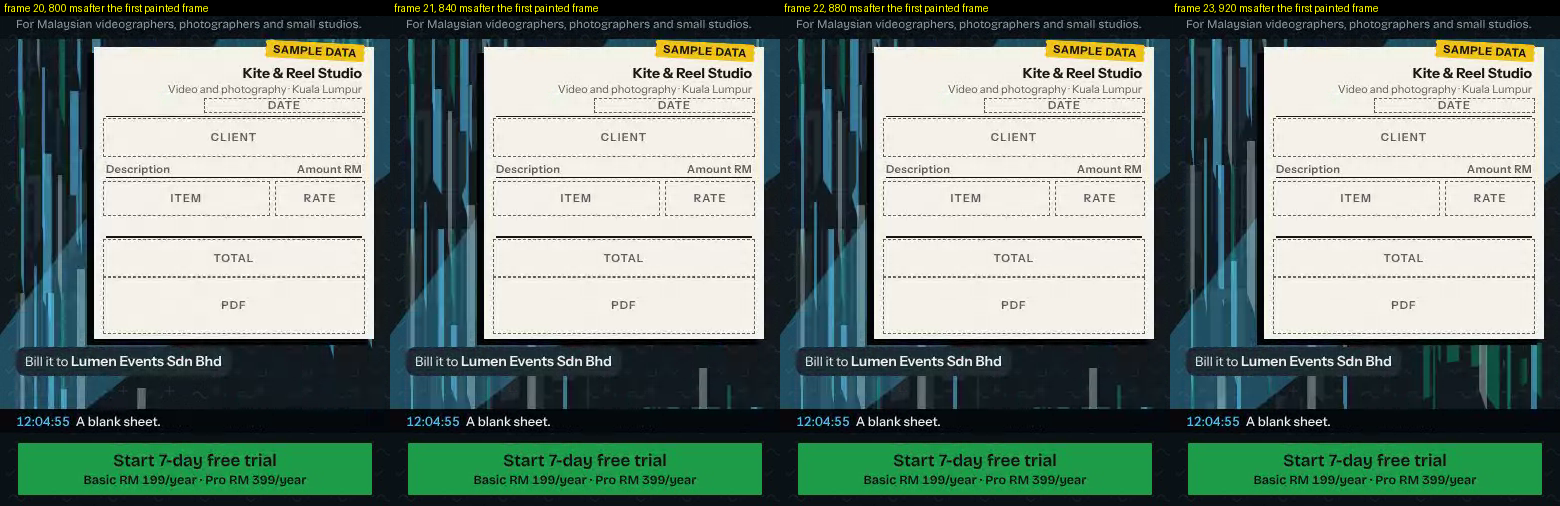 frame 20, 800 ms after the first painted frame
For Malaysian videographers, photographers and small studios.
SAMPLE DATA
Kite & Reel Studio
Video and photography · Kuala Lumpur
DATE
CLIENT
Description Amount RM
ITEM RATE
TOTAL
PDF
Bill it to Lumen Events Sdn Bhd
12:04:55 A blank sheet.
Start 7-day free trial
Basic RM 199/year · Pro RM 399/year
frame 21, 840 ms after the first painted frame
For Malaysian videographers, photographers and small studios.
SAMPLE DATA
Kite & Reel Studio
Video and photography · Kuala Lumpur
DATE
CLIENT
Description Amount RM
ITEM RATE
TOTAL
PDF
Bill it to Lumen Events Sdn Bhd
12:04:55 A blank sheet.
Start 7-day free trial
Basic RM 199/year · Pro RM 399/year
frame 22, 880 ms after the first painted frame
For Malaysian videographers, photographers and small studios.
SAMPLE DATA
Kite & Reel Studio
Video and photography · Kuala Lumpur
DATE
CLIENT
Description Amount RM
ITEM RATE
TOTAL
PDF
Bill it to Lumen Events Sdn Bhd
12:04:55 A blank sheet.
Start 7-day free trial
Basic RM 199/year · Pro RM 399/year
frame 23, 920 ms after the first painted frame
For Malaysian videographers, photographers and small studios.
SAMPLE DATA
Kite & Reel Studio
Video and photography · Kuala Lumpur
DATE
CLIENT
Description Amount RM
ITEM RATE
TOTAL
PDF
Bill it to Lumen Events Sdn Bhd
12:04:55 A blank sheet.
Start 7-day free trial
Basic RM 199/year · Pro RM 399/year